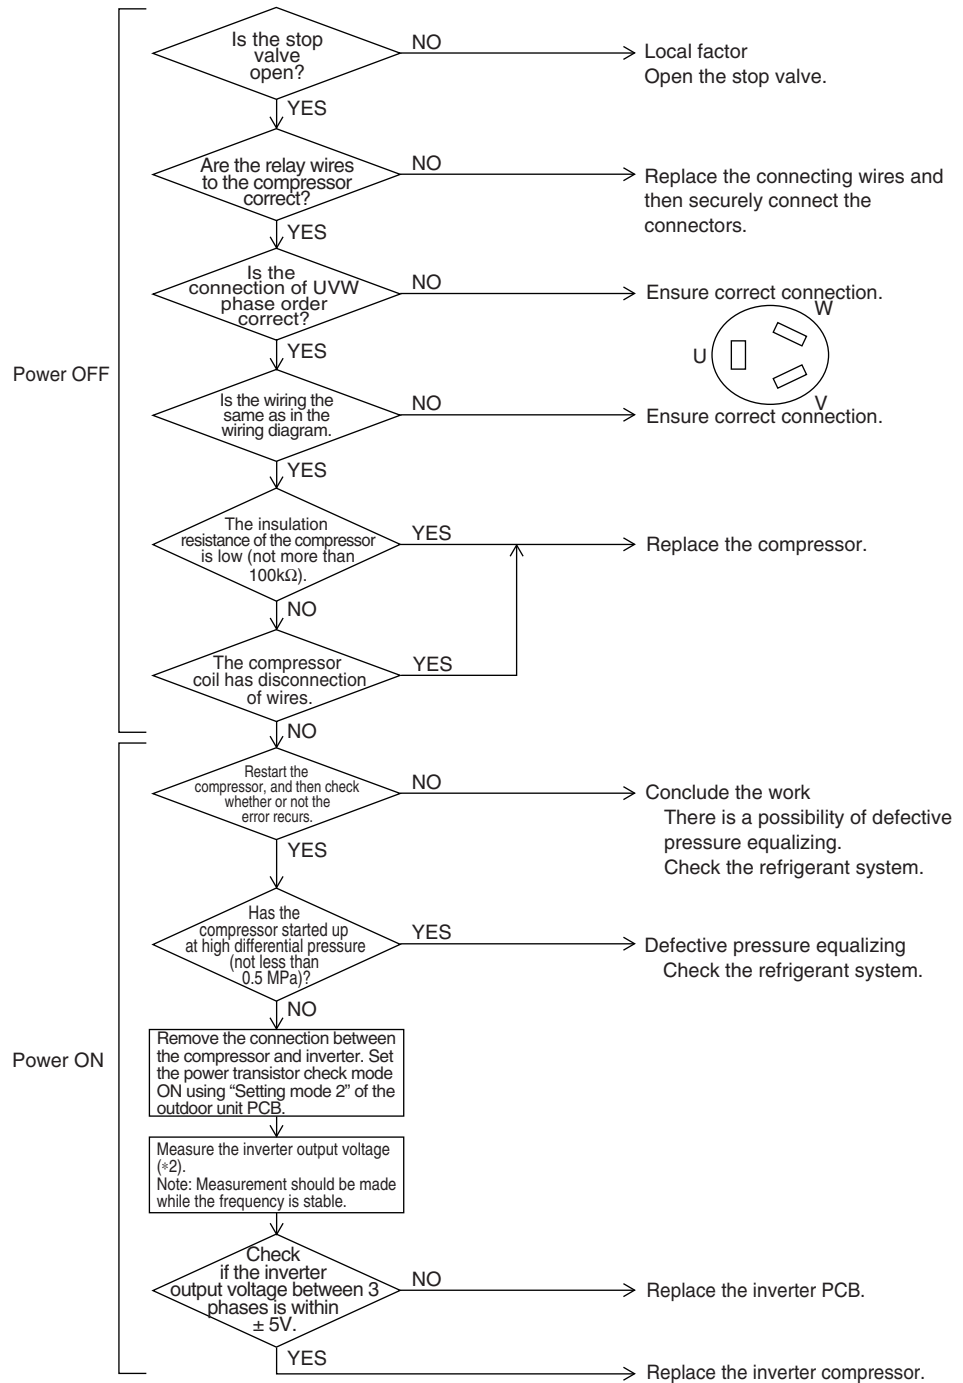 Is the stop
valve
open?
NO
Local factor
Open the stop valve.
YES
Are the relay wires
to the compressor
correct?
NO
Replace the connecting wires and
then securely connect the
connectors.
YES
Is the
connection of UVW
phase order
correct?
NO
Ensure correct connection.
W
U
V
YES
Power OFF
Is the wiring the
same as in the
wiring diagram.
NO
Ensure correct connection.
YES
The insulation
resistance of the compressor
is low (not more than
100kΩ).
YES
Replace the compressor.
NO
The compressor
coil has disconnection
of wires.
YES
NO
Restart the
compressor, and then check
whether or not the
error recurs.
NO
Conclude the work
There is a possibility of defective
pressure equalizing.
Check the refrigerant system.
YES
Has the
compressor started up
at high differential pressure
(not less than
0.5 MPa)?
YES
Defective pressure equalizing
Check the refrigerant system.
NO
Power ON
Remove the connection between
the compressor and inverter. Set
the power transistor check mode
ON using “Setting mode 2” of the
outdoor unit PCB.
Measure the inverter output voltage
(*2).
Note: Measurement should be made
while the frequency is stable.
Check
if the inverter
output voltage between 3
phases is within
± 5V.
NO
Replace the inverter PCB.
YES
Replace the inverter compressor.